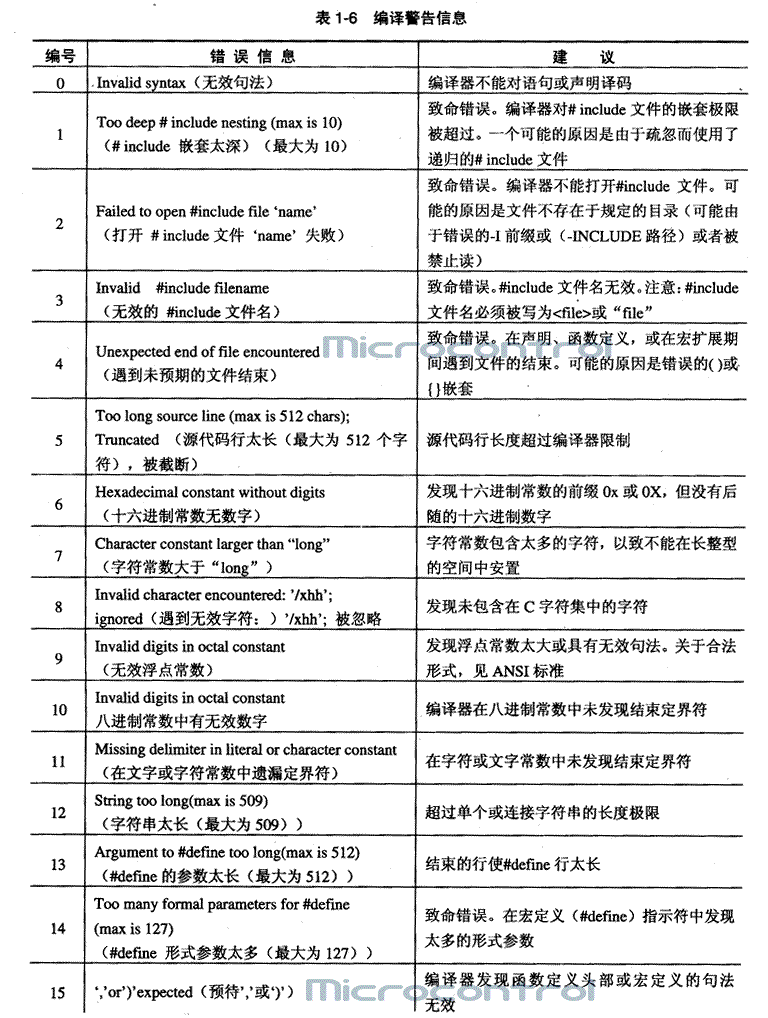 表 1-6 编译警告信息
编号 错 误 信 息 建 议
0 Invalid syntax（无效句法） 编译器不能对语句或声明译码
1 Too deep # include nesting (max is 10)
（# include 嵌套太深）（最大为 10）
致命错误。编译器对# include 文件的嵌套极限
被超过。一个可能的原因是由于疏忽而使用了
递归的# include 文件
2 Failed to open #include file ‘name’
（打开 # include 文件 ‘name’ 失败）
致命错误。编译器不能打开#include 文件。可
能的原因是文件不存在于规定的目录（可能由
于错误的-I 前缀或（-INCLUDE 路径）或者被
禁止读）
3 Invalid #include filename
（无效的 #include 文件名）
致命错误。#include 文件名无效。注意：#include
文件名必须被写为<file>或“file”
4 Unexpected end of file encountered
（遇到未预期的文件结束）
致命错误。在声明、函数定义，或在宏扩展期
间遇到文件的结束。可能的原因是错误的( )或
{ }嵌套
Microcontrol
5 Too long source line (max is 512 chars);
Truncated （源代码行太长（最大为 512 个字
符），被截断）
源代码行长度超过编译器限制
6 Hexadecimal constant without digits
（十六进制常数无数字）
发现十六进制常数的前缀 0x 或 0X，但没有后
随的十六进制数字
7 Character constant larger than “long”
（字符常数大于“long”）
字符常数包含太多的字符，以致不能在长整型
的空间中安置
8 Invalid character encountered: '/xhh';
ignored（遇到无效字符：）'/xhh'; 被忽略
发现未包含在 C 字符集中的字符
9 Invalid digits in octal constant
（无效浮点常数）
发现浮点常数太大或具有无效句法。关于合法
形式，见 ANSI 标准
10 Invalid digits in octal constant
八进制常数中有无效数字
编译器在八进制常数中未发现结束定界符
11 Missing delimiter in literal or character constant
（在文字或字符常数中遗漏定界符）
在字符或文字常数中未发现结束定界符
12 String too long(max is 509)
（字符串太长（最大为 509））
超过单个或连接字符串的长度极限
13 Argument to #define too long(max is 512)
（#define 的参数太长（最大为 512））
结束的行使#define 行太长
14 Too many formal parameters for #define
(max is 127)
（#define 形式参数太多（最大为 127））
致命错误。在宏定义（#define）指示符中发现
太多的形式参数
15 ‘,’or’)’expected（预待’,’或‘)’）
编译器发现函数定义头部或宏定义的句法
无效
Microcontrol